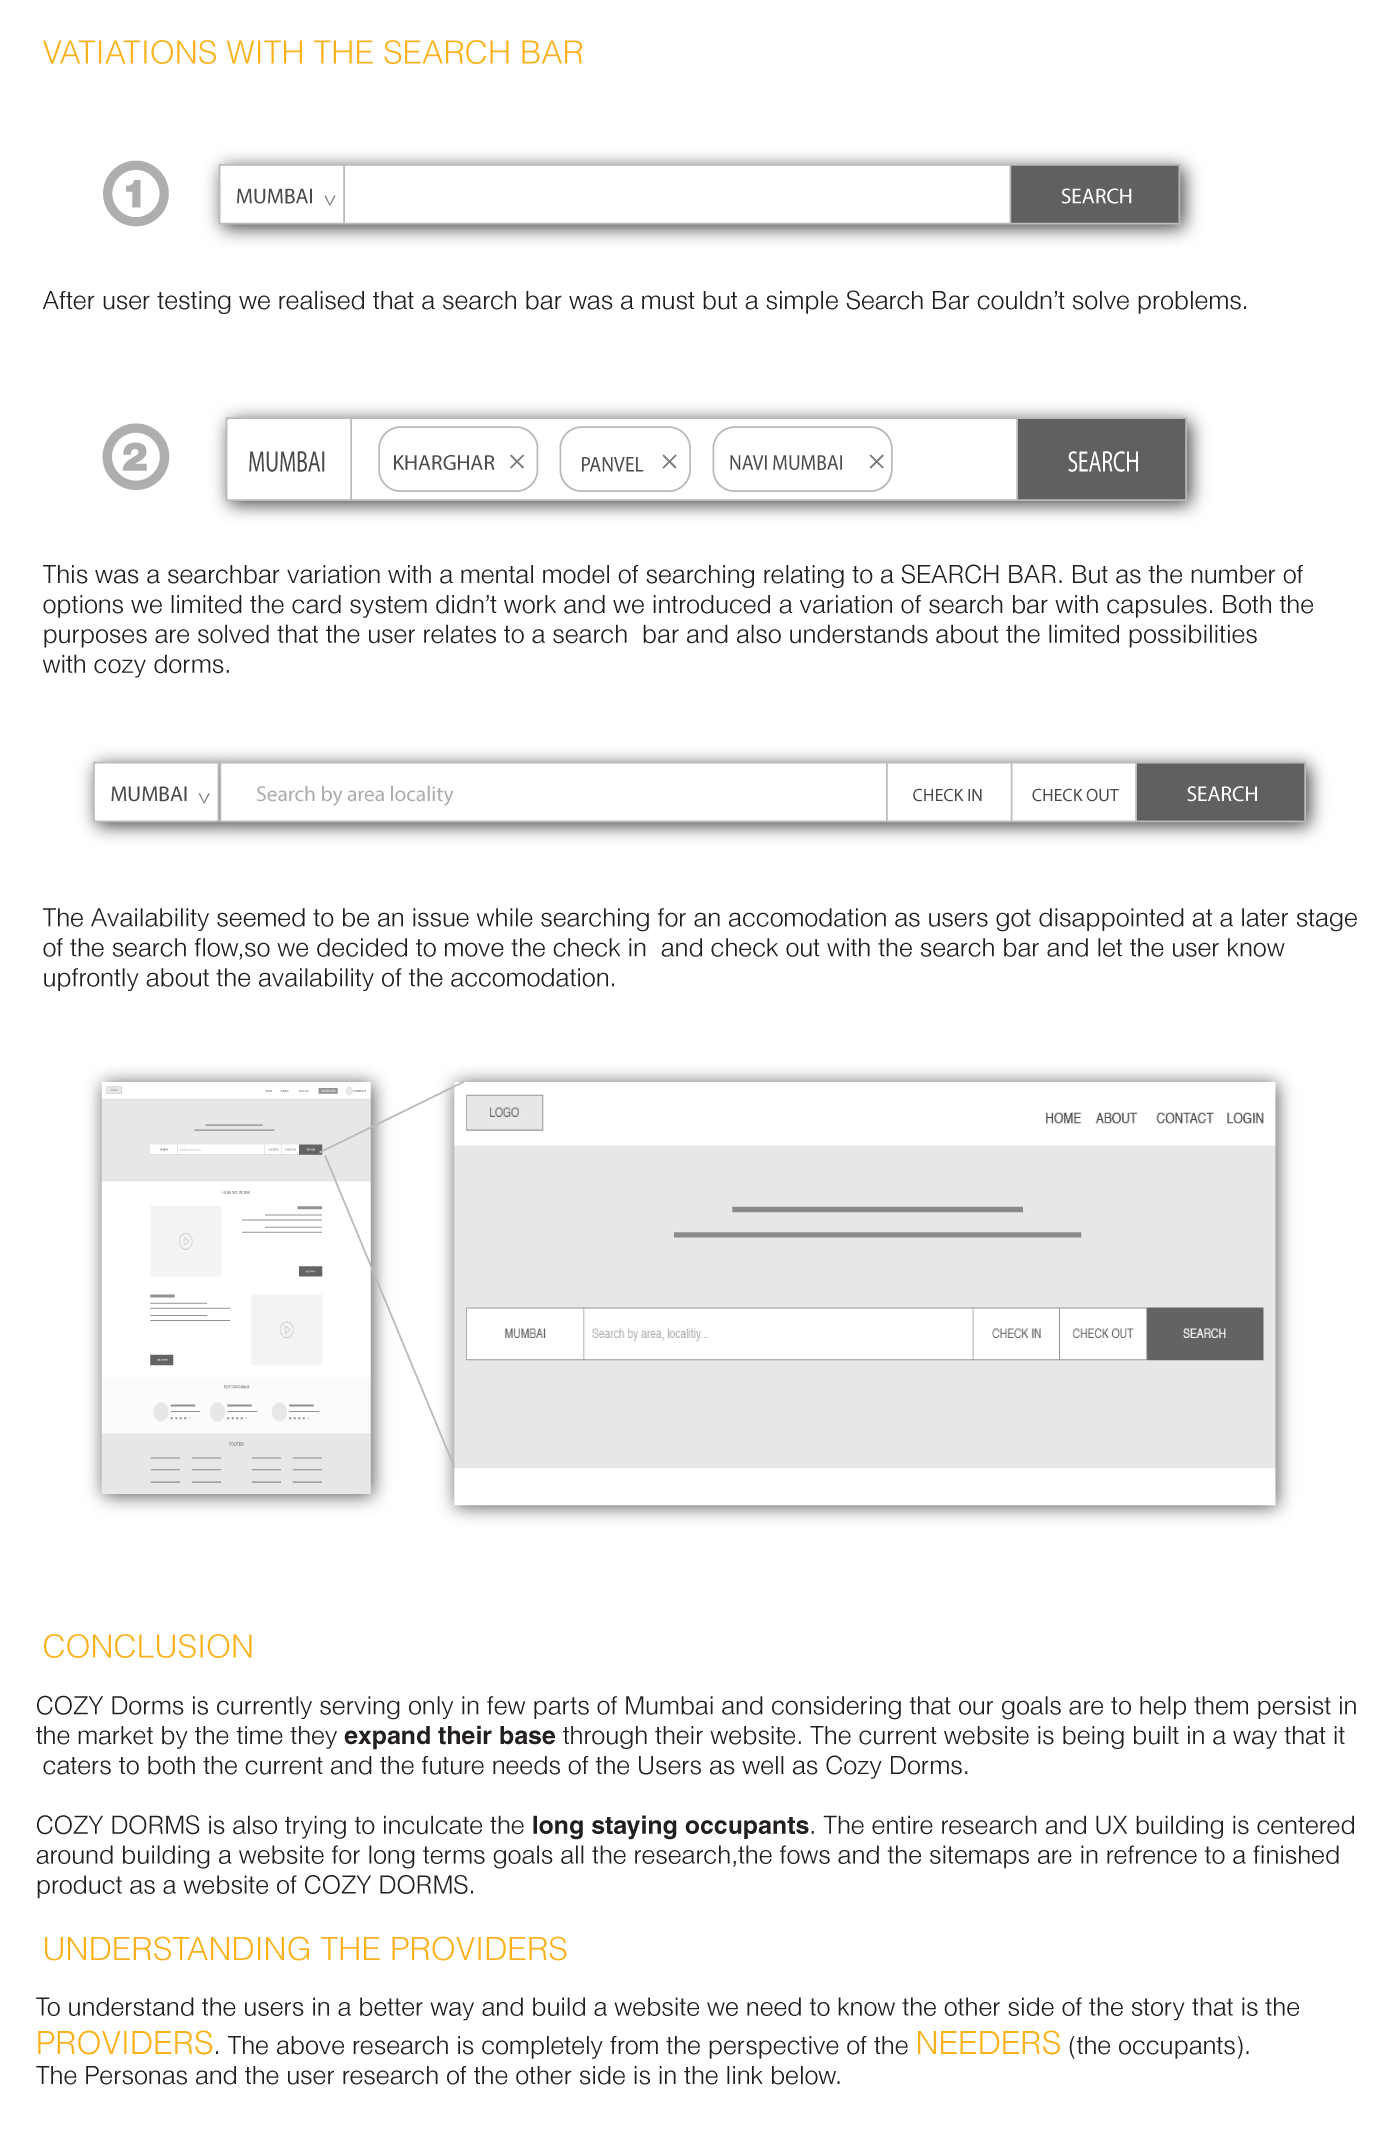 VATIATIONS WITH THE SEARCH BAR
1
MUMBAI
SEARCH
After user testing we realised that a search bar was a must but a simple Search Bar couldn't solve problems.
2
MUMBAI
KHARGHAR
PANVEL
NAVI MUMBAI
SEARCH
This was a searchbar variation with a mental model of searching relating to a SEARCH BAR. But as the number of
options we limited the card system didn't work and we introduced a variation of search bar with capsules. Both the
purposes are solved that the user relates to a search bar and also understands about the limited possibilities
with cozy dorms.
MUMBAI
Search by area locality
CHECK IN
CHECK OUT
SEARCH
The Availability seemed to be an issue while searching for an accomodation as users got disappointed at a later stage
of the search flow,so we decided to move the check in and check out with the search bar and let the user know
upfrontly about the availability of the accomodation.
HOW WE WORK
TESTIMONIALS
FOOTER
LOGO
HOME ABOUT CONTACT LOGIN
MUMBAI
Search by area, localitiy...
CHECK IN
CHECK OUT
SEARCH
CONCLUSION
COZY Dorms is currently serving only in few parts of Mumbai and considering that our goals are to help them persist in
the market by the time they expand their base through their website. The current website is being built in a way that it
caters to both the current and the future needs of the Users as well as Cozy Dorms.
COZY DORMS is also trying to inculcate the long staying occupants. The entire research and UX building is centered
around building a website for long terms goals all the research,the fows and the sitemaps are in refrence to a finished
product as a website of COZY DORMS.
UNDERSTANDING THE PROVIDERS
To understand the users in a better way and build a website we need to know the other side of the story that is the
PROVIDERS. The above research is completely from the perspective of the NEEDERS (the occupants).
The Personas and the user research of the other side is in the link below.